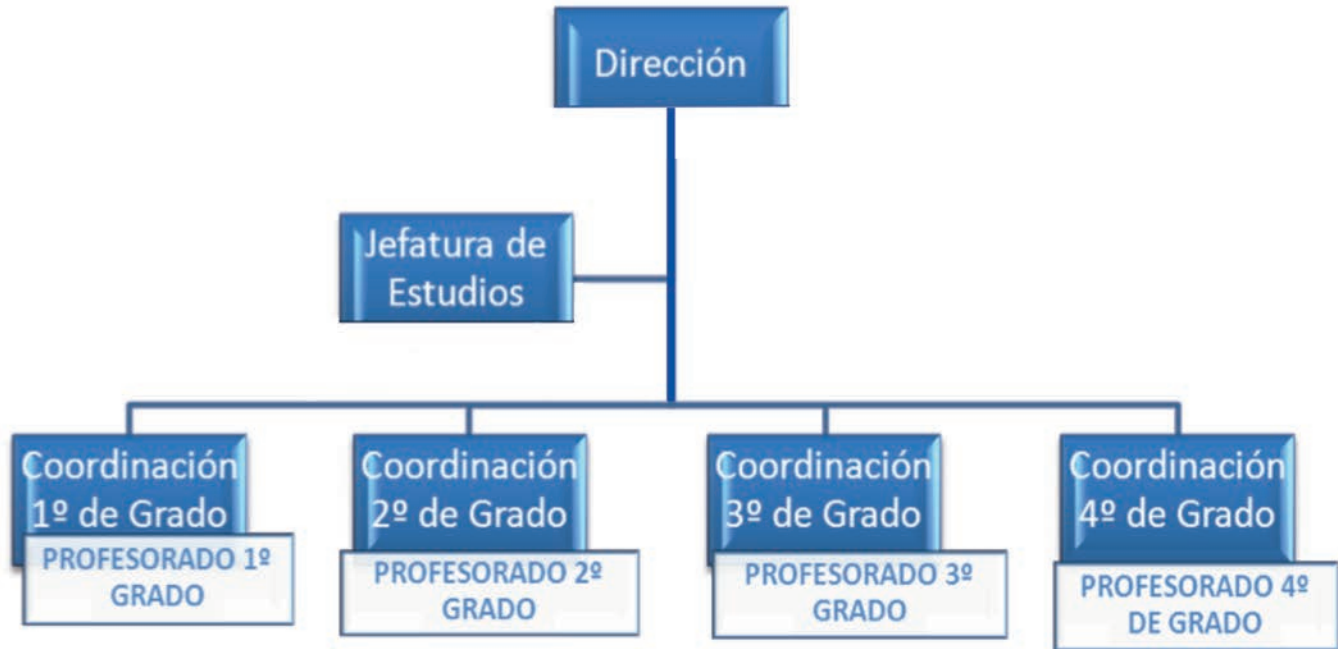 Dirección
Jefatura de
Estudios
Coordinación
1º de Grado
PROFESORADO 1º
GRADO
Coordinación
2º de Grado
PROFESORADO 2º
GRADO
Coordinación
3º de Grado
PROFESORADO 3º
GRADO
Coordinación
4º de Grado
PROFESORADO 4º
DE GRADO